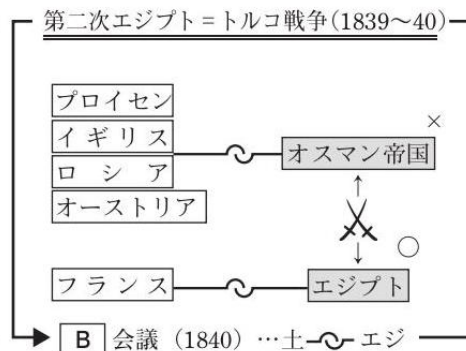 第二次エジプト=トルコ戦争(1839〜40)
プロイセン
イギリス
ロシア
オーストリア
×
オスマン帝国
○
フランス
エジプト
B 会議 (1840) …土 エジ